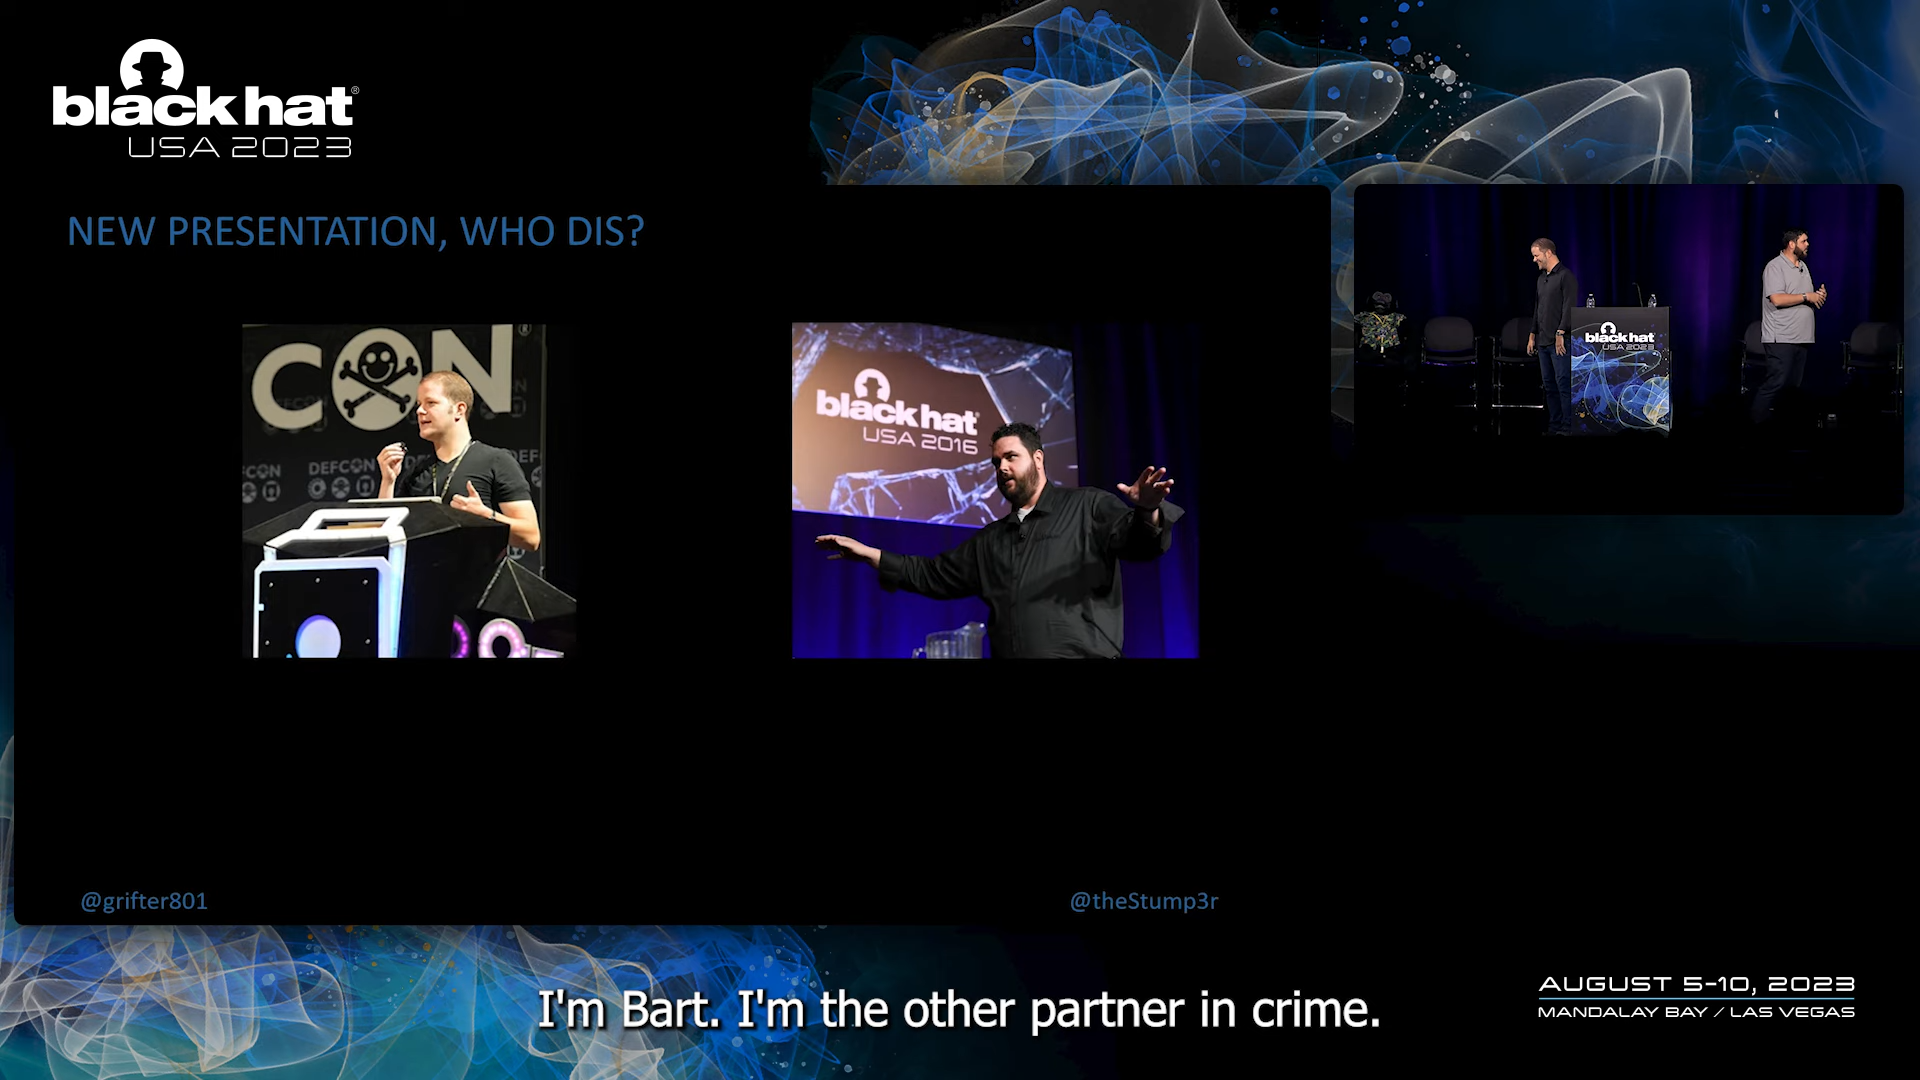 black hat®
USA 2023
NEW PRESENTATION, WHO DIS?
CON
DEFCON
black hat
USA 2016
black hat
USA 2023
@grifter801
@theStump3r
I'm Bart. I'm the other partner in crime.
AUGUST 5-10, 2023
MANDALAY BAY / LAS VEGAS